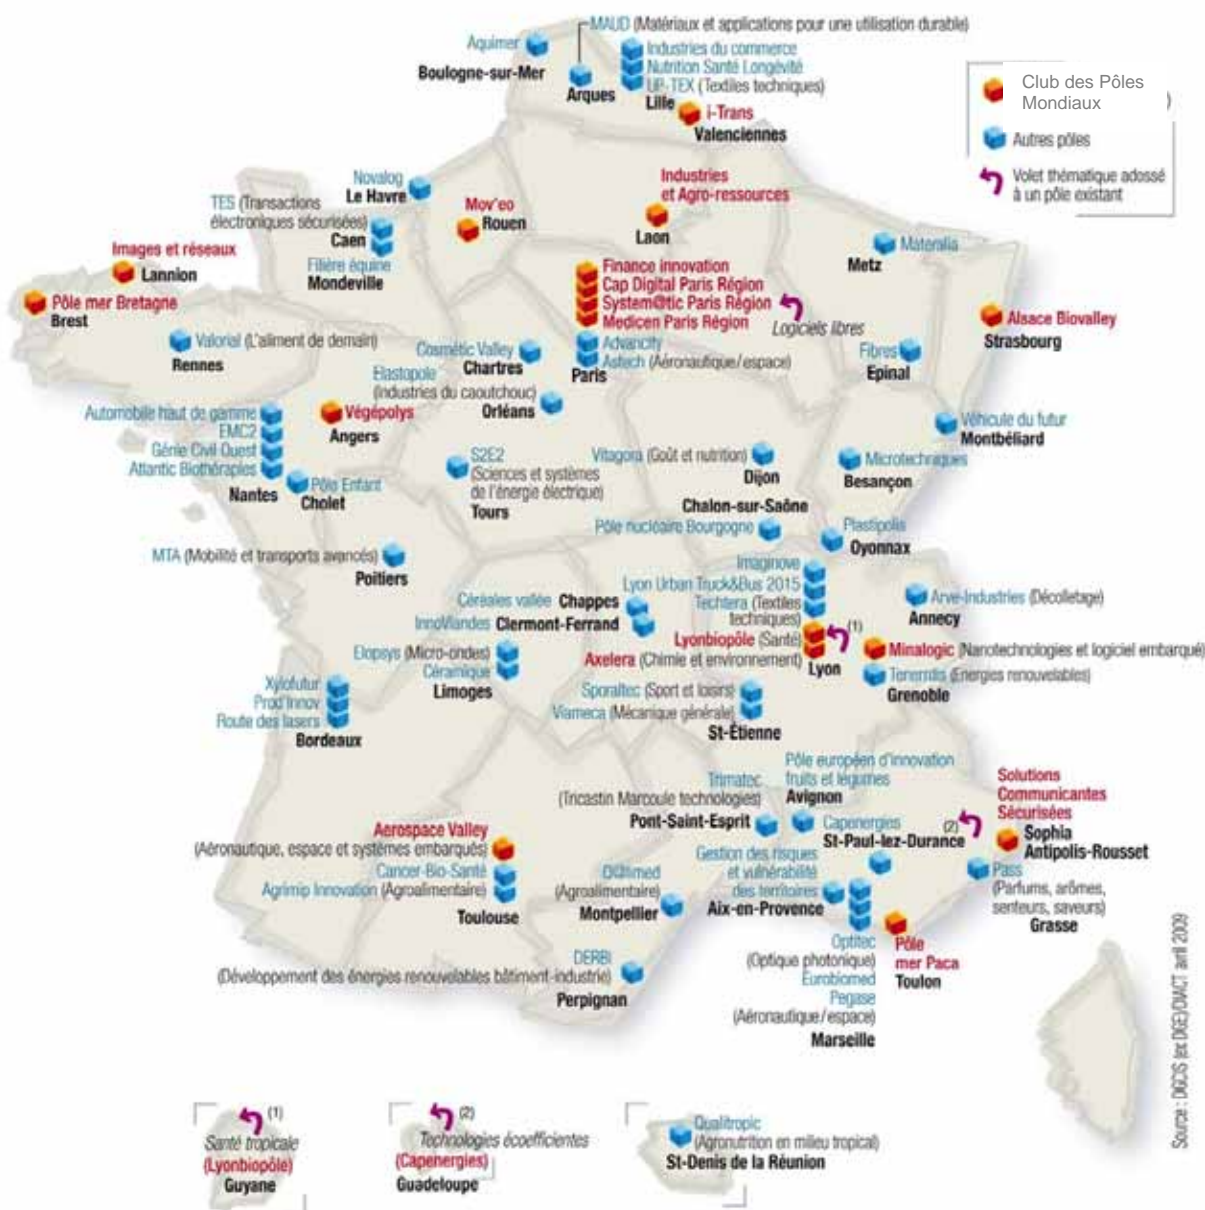 MAUD (Matériaux et applications pour une utilisation durable)
Aquimer
Boulogne-sur-Mer
Arques
Industries du commerce
Nutrition Santé Longévité
UP-TEX (Textiles techniques)
Lille
i-Trans
Valenciennes
Club des Pôles
Mondiaux
)
Autres pôles
Volet thématique adossé
à un pôle existant
Novalog
Le Havre
TES (Transactions
électroniques sécurisées)
Caen
Filière équine
Mondeville
Mov'eo
Rouen
Industries
et Agro-ressources
Laon
Materalia
Metz
Images et réseaux
Lannion
Pôle mer Bretagne
Brest
Valorial (L'aliment de demain)
Rennes
Finance innovation
Cap Digital Paris Région
System@tic Paris Région
Medicen Paris Région
Logiciels libres
Advancity
Astech (Aéronautique/espace)
Paris
Alsace Biovalley
Strasbourg
Fibres
Epinal
Cosmétic Valley
Chartres
Elastopole
(Industries du caoutchouc)
Orléans
Automobile haut de gamme
EMC2
Génie Civil Ouest
Atlantic Biothérapies
Nantes
Végépolys
Angers
Pôle Enfant
Cholet
S2E2
(Sciences et systèmes
de l'énergie électrique)
Tours
Vitagora (Goût et nutrition)
Dijon
Véhicule du futur
Montbéliard
Microtechniques
Besançon
Chalon-sur-Saône
Pôle nucléaire Bourgogne
Plastipolis
Oyonnax
MTA (Mobilité et transports avancés)
Poitiers
Imaginove
Lyon Urban Truck&Bus 2015
Techtera (Textiles
techniques)
Lyonbiopôle (Santé)
(1)
Axelera (Chimie et environnement)
Lyon
Céréales vallée Chappes
InnoViandes Clermont-Ferrand
Arve-Industries (Décolletage)
Annecy
Minalogic (Nanotechnologies et logiciel embarqué)
Tenerrdis (Energies renouvelables)
Grenoble
Elopsys (Micro-ondes)
Céramique
Limoges
Xylofutur
Prod'Innov
Route des lasers
Bordeaux
Sporaltec (Sport et loisirs)
Viameca (Mécanique générale)
St-Étienne
Trimatec
(Tricastin Marcoule technologies)
Pont-Saint-Esprit
Pôle européen d'innovation
fruits et légumes
Avignon
Capenergies
(2)
St-Paul-lez-Durance
Solutions
Communicantes
Sécurisées
Sophia
Antipolis-Rousset
Aerospace Valley
(Aéronautique, espace et systèmes embarqués)
Cancer-Bio-Santé
Agrimip Innovation (Agroalimentaire)
Toulouse
Q@limed
(Agroalimentaire)
Montpellier
Gestion des risques
et vulnérabilité
des territoires
Aix-en-Provence
Pass
(Parfums, arômes,
senteurs, saveurs)
Grasse
Optitec
(Optique photonique)
Eurobiomed
Pegase
(Aéronautique/espace)
Marseille
Pôle
mer Paca
Toulon
DERBI
(Développement des énergies renouvelables bâtiment-industrie)
Perpignan
Source : DGCIS (ex DGE)/DIACT avril 2009
(1)
Santé tropicale
(Lyonbiopôle)
Guyane
(2)
Technologies écoefficientes
(Capenergies)
Guadeloupe
Qualitropic
(Agronutrition en milieu tropical)
St-Denis de la Réunion